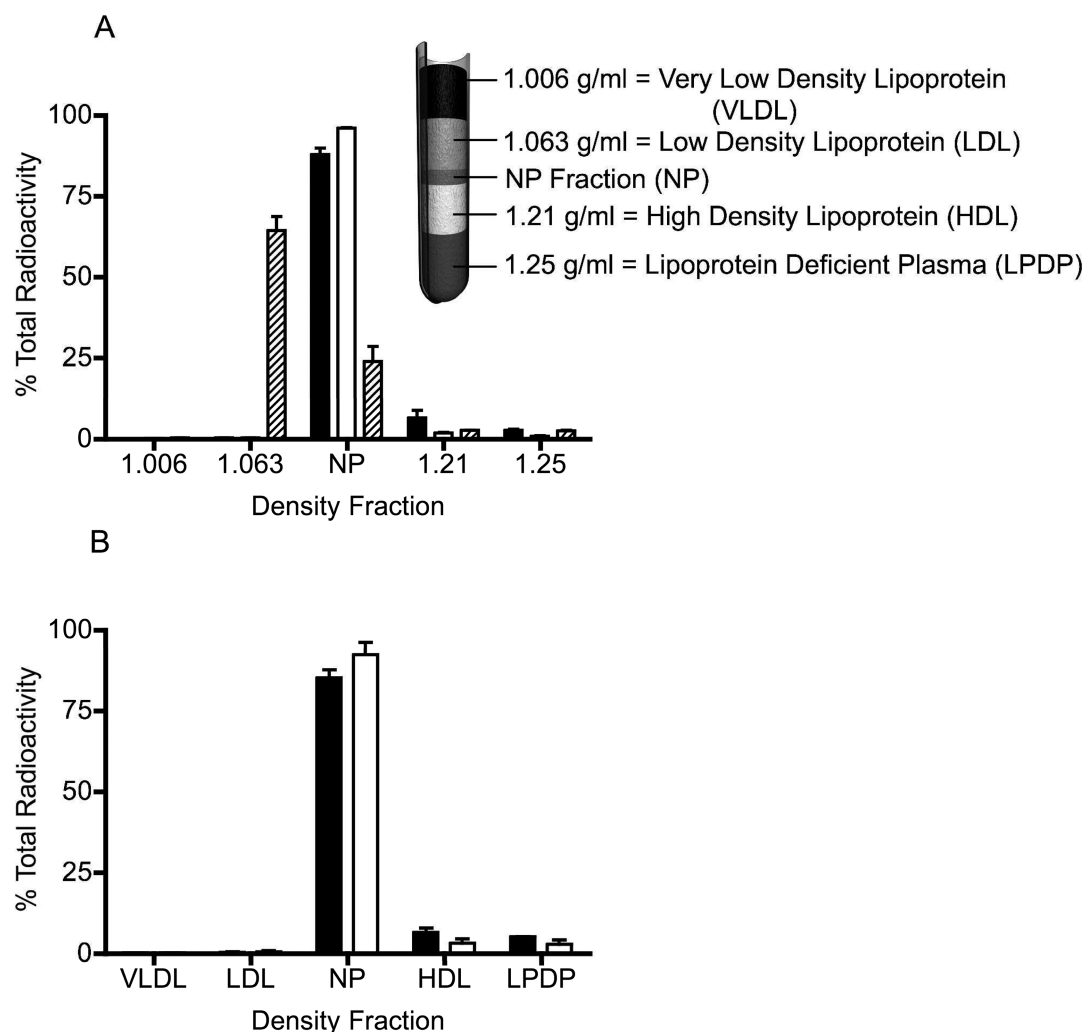 A
1.006 g/ml = Very Low Density Lipoprotein
(VLDL)
1.063 g/ml = Low Density Lipoprotein (LDL)
NP Fraction (NP)
1.21 g/ml = High Density Lipoprotein (HDL)
1.25 g/ml = Lipoprotein Deficient Plasma (LPDP)
% Total Radioactivity
100
75
50
25
0
1.006 1.063 NP 1.21 1.25
Density Fraction
B
% Total Radioactivity
100
75
50
25
0
VLDL LDL NP HDL LPDP
Density Fraction